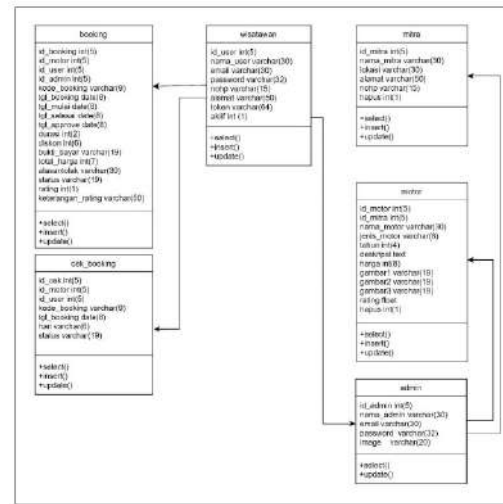 booking
id_booking int(5)
id_motor int(5)
id_user int(5)
id_admin int(5)
kode_booking varchar(9)
tgl_booking date(8)
tgl_mulai date(8)
tgl_selesai date(8)
tgl_approve date(8)
durasi int(2)
diskon int(6)
bukti_bayar varchar(19)
total_harga int(7)
alasantolak varchar(30)
status varchar(19)
rating int(1)
keterangan_rating varchar(50)
+select()
+insert()
+update()
cek_booking
id_cek int(5)
id_motor int(5)
id_user int(5)
kode_booking varchar(9)
tgl_booking date(8)
hari varchar(6)
status varchar(19)
+select()
+insert()
+update()
wisatawan
id_user int(5)
nama_user varchar(30)
email varchar(30)
password varchar(32)
nohp varchar(15)
alamat varchar(50)
token varchar(64)
aktif int (1)
+select()
+insert()
+update()
mitra
id_mitra int(5)
nama_mitra varchar(30)
lokasi varchar(30)
alamat varchar(50)
nohp varchar(15)
hapus int(1)
+select()
+insert()
+update()
motor
id_motor int(5)
id_mitra int(5)
nama_motor varchar(30)
jenis_motor varchar(6)
tahun int(4)
deskripsi text
harga int(6)
gambar1 varchar(19)
gambar2 varchar(19)
gambar3 varchar(19)
rating float
hapus int(1)
+select()
+insert()
+update()
admin
id_admin int(5)
nama_admin varchar(30)
email varchar(30)
password varchar(32)
image varchar(20)
+select()
+update()